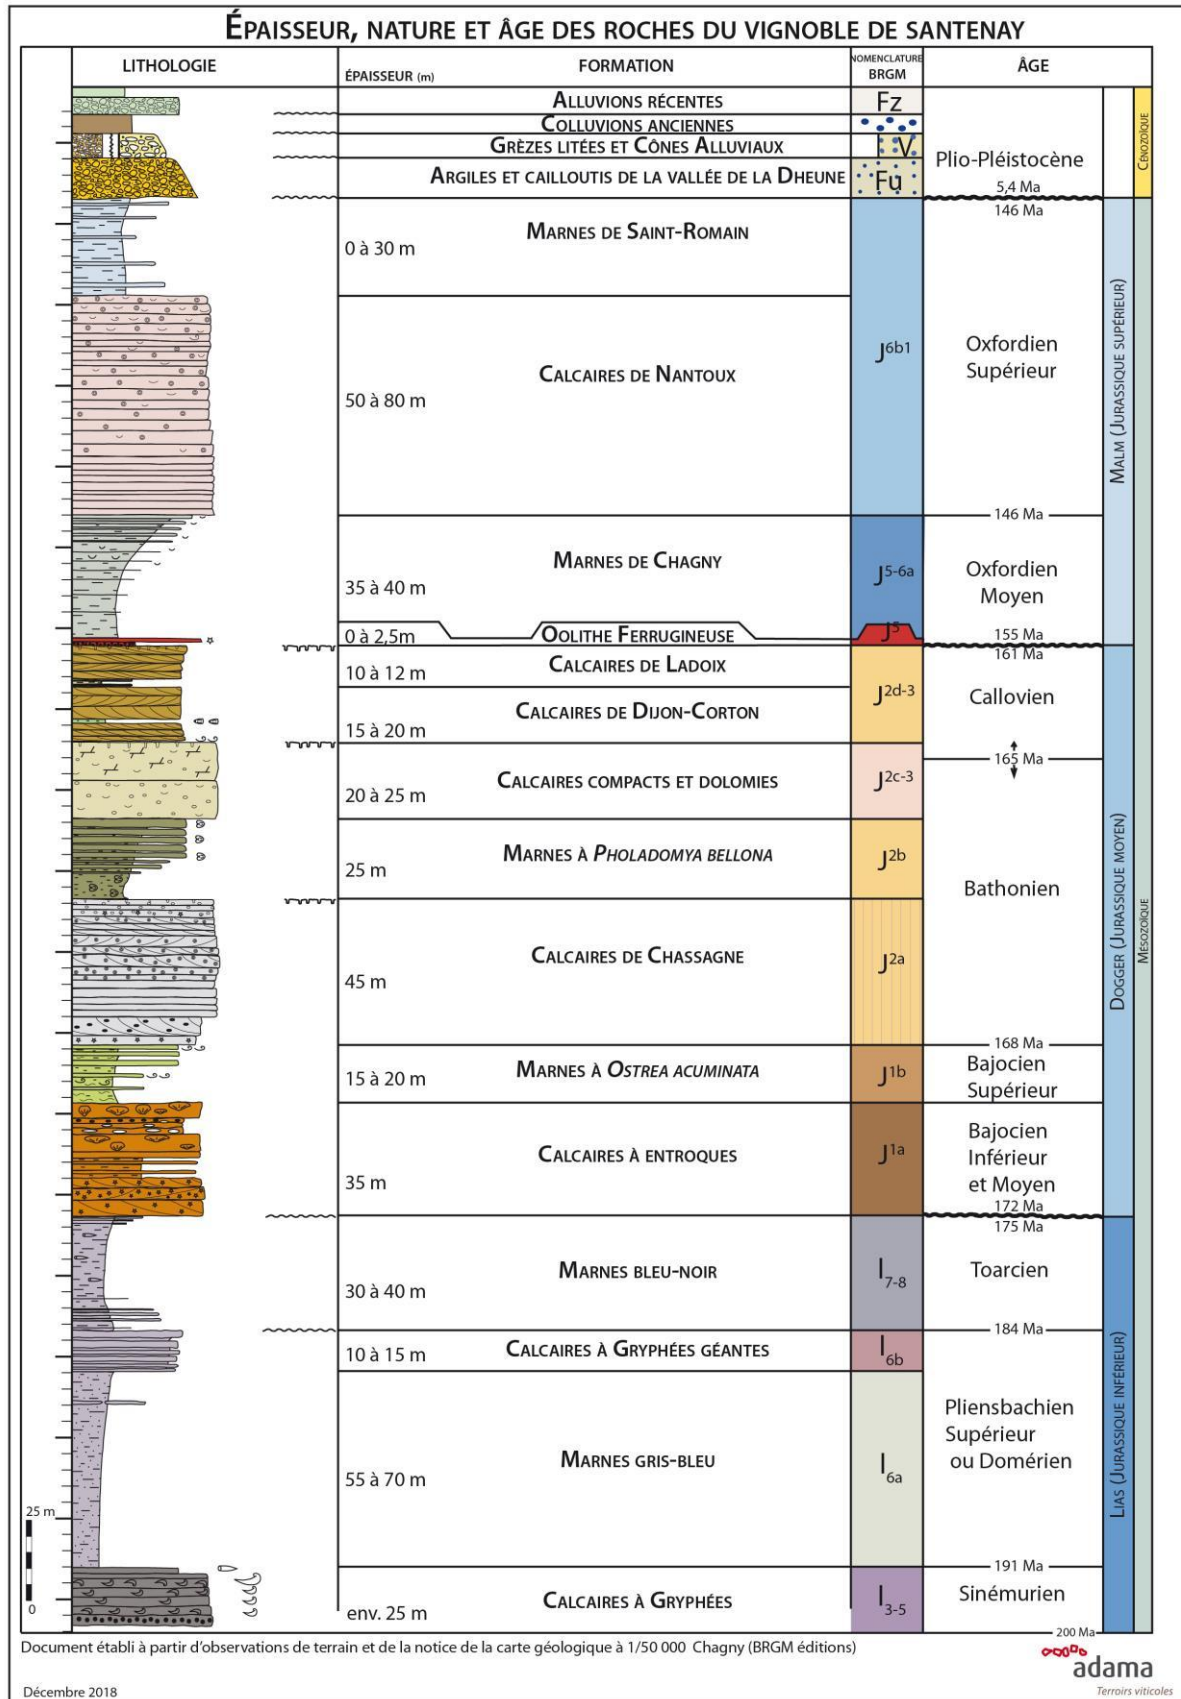 ÉPAISSEUR, NATURE ET ÂGE DES ROCHES DU VIGNOBLE DE SANTENAY
LITHOLOGIE
ÉPAISSEUR (m)
FORMATION
NOMENCLATURE
BRGM
ÂGE
ALLUVIONS RÉCENTES
Fz
COLLUVIONS ANCIENNES
GRÈZES LITÉES ET CÔNES ALLUVIAUX
V
ARGILES ET CAILLOUTIS DE LA VALLÉE DE LA DHEUNE
Fu
Plio-Pléistocène
5,4 Ma
CÉNOZOÏQUE
146 Ma
MARNES DE SAINT-ROMAIN
0 à 30 m
CALCAIRES DE NANTOUX
50 à 80 m
J6b1
Oxfordien
Supérieur
MALM (JURASSIQUE SUPÉRIEUR)
146 Ma
MARNES DE CHAGNY
35 à 40 m
J5-6a
Oxfordien
Moyen
0 à 2,5m
OOLITHE FERRUGINEUSE
J5
155 Ma
161 Ma
10 à 12 m
CALCAIRES DE LADOIX
J2d-3
Callovien
CALCAIRES DE DIJON-CORTON
15 à 20 m
165 Ma
CALCAIRES COMPACTS ET DOLOMIES
20 à 25 m
J2c-3
MARNES À PHOLADOMYA BELLONA
25 m
J2b
Bathonien
DOGGER (JURASSIQUE MOYEN)
MÉSOZOÏQUE
CALCAIRES DE CHASSAGNE
45 m
J2a
168 Ma
15 à 20 m
MARNES À OSTREA ACUMINATA
J1b
Bajocien
Supérieur
CALCAIRES À ENTROQUES
35 m
J1a
Bajocien
Inférieur
et Moyen
172 Ma
175 Ma
MARNES BLEU-NOIR
30 à 40 m
I7-8
Toarcien
184 Ma
10 à 15 m
CALCAIRES À GRYPHÉES GÉANTES
I6b
MARNES GRIS-BLEU
55 à 70 m
I6a
Pliensbachien
Supérieur
ou Domérien
LIAS (JURASSIQUE INFÉRIEUR)
25 m
0
191 Ma
CALCAIRES À GRYPHÉES
env. 25 m
I3-5
Sinémurien
200 Ma
Document établi à partir d'observations de terrain et de la notice de la carte géologique à 1/50 000 Chagny (BRGM éditions)
adama
Terroirs viticoles
Décembre 2018